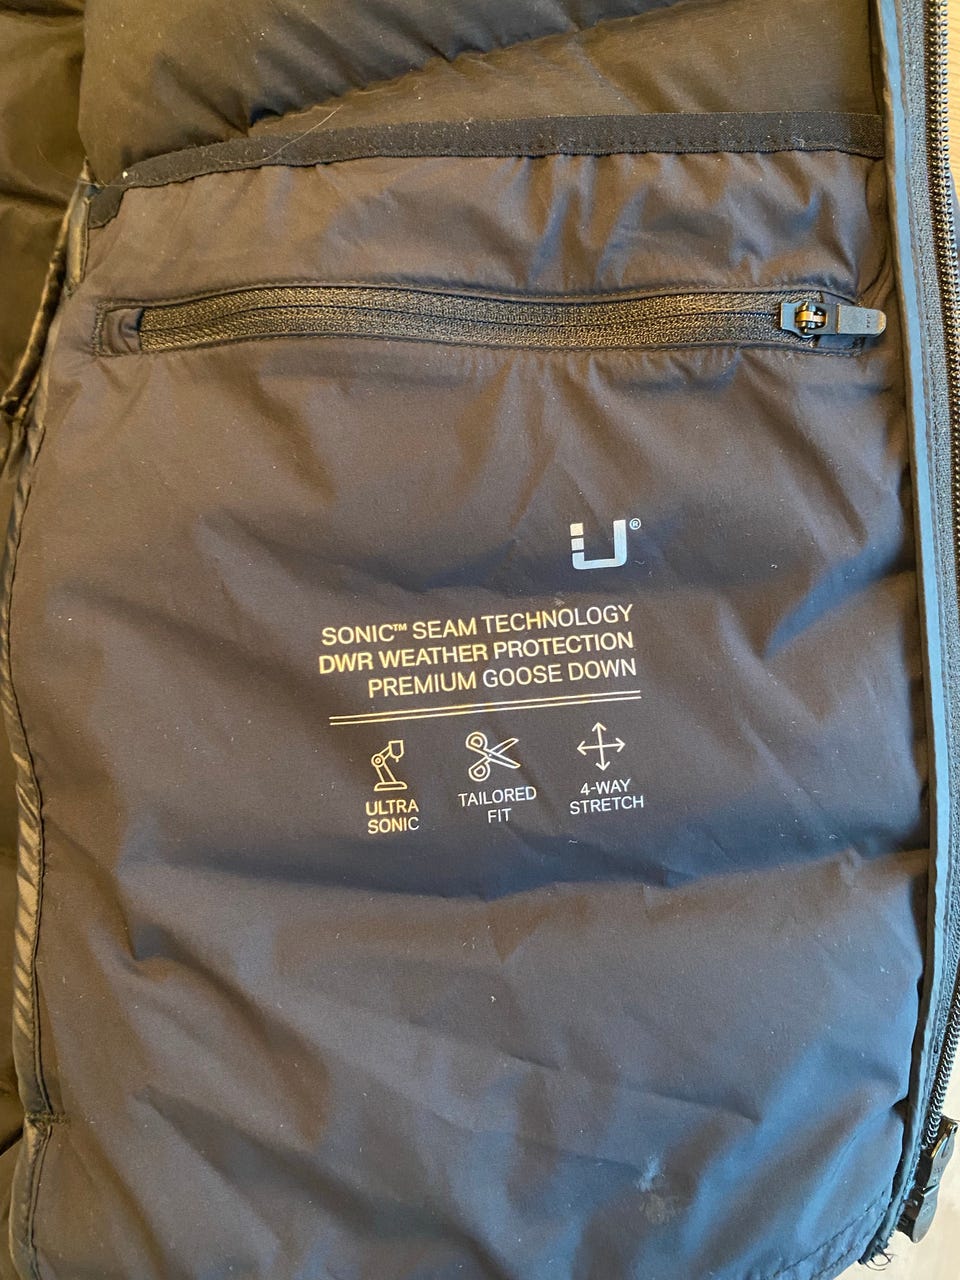 ®
SONIC™ SEAM TECHNOLOGY
DWR WEATHER PROTECTION
PREMIUM GOOSE DOWN
ULTRA
SONIC
TAILORED
FIT
4-WAY
STRETCH